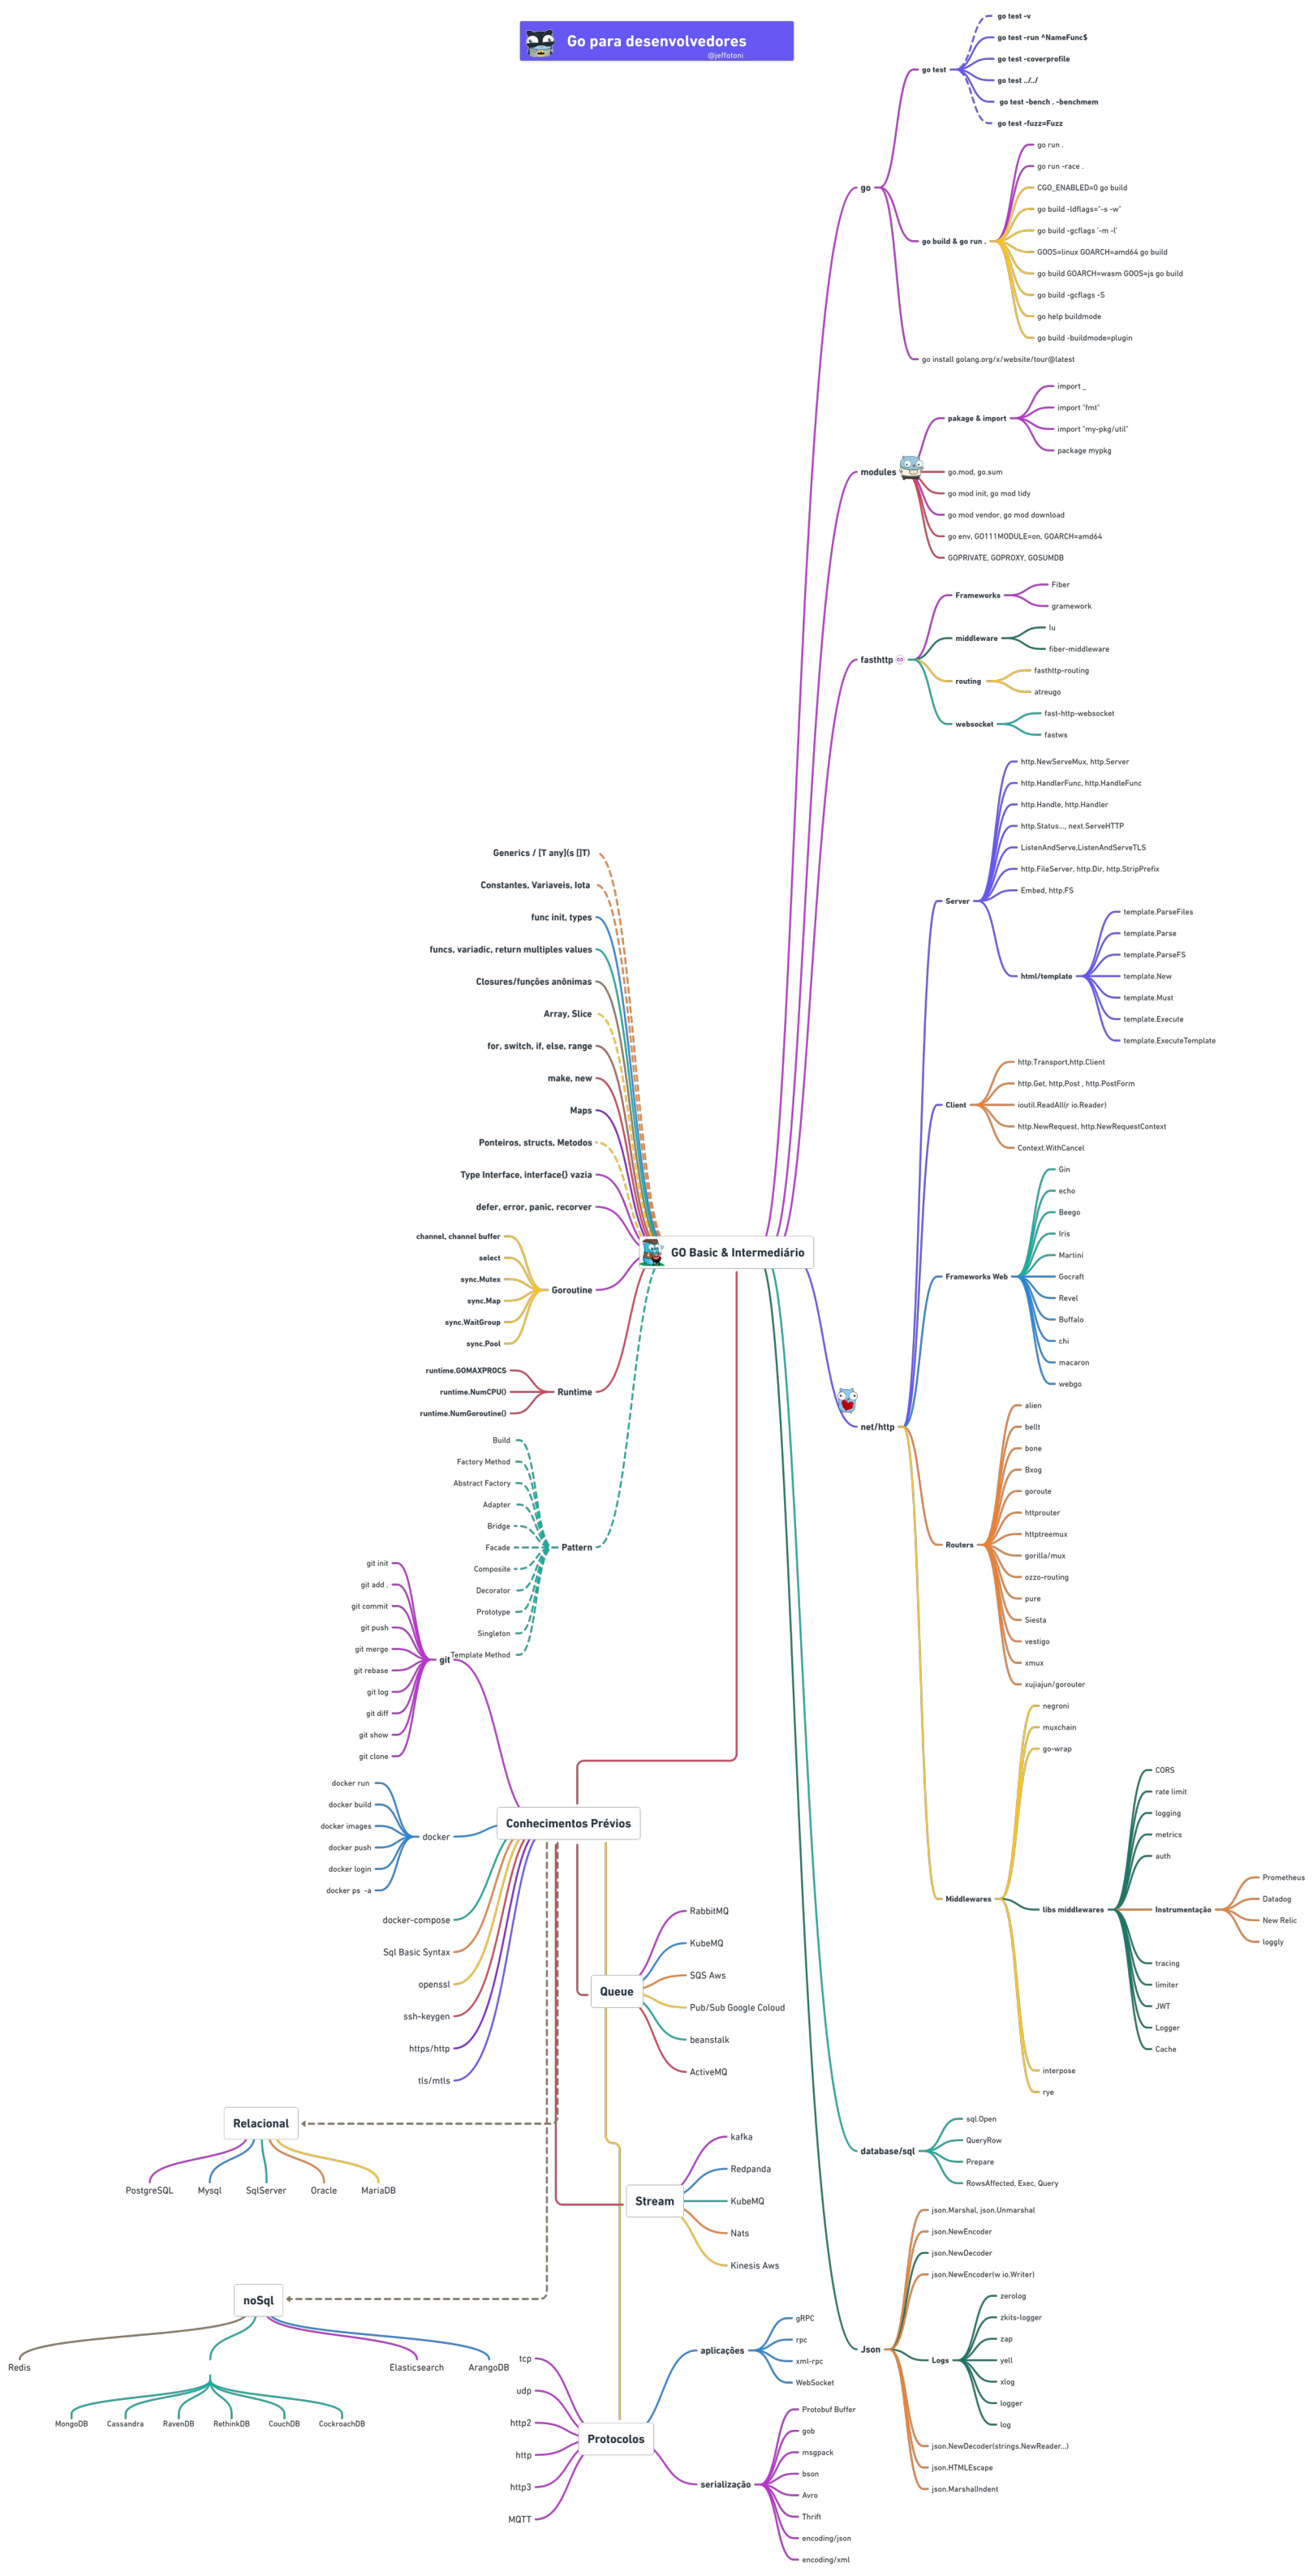 Go para desenvolvedores
@jeffotoni
go
go test
go test -v
go test -run ^NameFunc$
go test -coverprofile
go test ../../
go test -bench . -benchmem
go test -fuzz=Fuzz
go build & go run .
go run .
go run -race .
CGO_ENABLED=0 go build
go build -ldflags="-s -w"
go build -gcflags '-m -l'
GOOS=linux GOARCH=amd64 go build
go build GOARCH=wasm GOOS=js go build
go build -gcflags -S
go help buildmode
go build -buildmode=plugin
go install golang.org/x/website/tour@latest
modules
pakage & import
import _
import "fmt"
import "my-pkg/util"
package mypkg
go.mod, go.sum
go mod init, go mod tidy
go mod vendor, go mod download
go env, GO111MODULE=on, GOARCH=amd64
GOPRIVATE, GOPROXY, GOSUMDB
fasthttp
Frameworks
Fiber
gramework
middleware
lu
fiber-middleware
routing
fasthttp-routing
atreugo
websocket
fast-http-websocket
fastws
Generics / [T any](s []T)
Constantes, Variaveis, Iota
func init, types
funcs, variadic, return multiples values
Closures/funções anônimas
Array, Slice
for, switch, if, else, range
make, new
Maps
Ponteiros, structs, Metodos
Type Interface, interface{} vazia
defer, error, panic, recorver
GO Basic & Intermediário
Goroutine
channel, channel buffer
select
sync.Mutex
sync.Map
sync.WaitGroup
sync.Pool
Runtime
runtime.GOMAXPROCS
runtime.NumCPU()
runtime.NumGoroutine()
Pattern
Build
Factory Method
Abstract Factory
Adapter
Bridge
Facade
Composite
Decorator
Prototype
Singleton
Template Method
net/http
Server
http.NewServeMux, http.Server
http.HandlerFunc, http.HandleFunc
http.Handle, http.Handler
http.Status..., next.ServeHTTP
ListenAndServe,ListenAndServeTLS
http.FileServer, http.Dir, http.StripPrefix
Embed, http.FS
html/template
template.ParseFiles
template.Parse
template.ParseFS
template.New
template.Must
template.Execute
template.ExecuteTemplate
Client
http.Transport,http.Client
http.Get, http,Post , http.PostForm
ioutil.ReadAll(r io.Reader)
http.NewRequest, http.NewRequestContext
Context.WithCancel
Frameworks Web
Gin
echo
Beego
Iris
Martini
Gocraft
Revel
Buffalo
chi
macaron
webgo
Routers
alien
bellt
bone
Bxog
goroute
httprouter
httptreemux
gorilla/mux
ozzo-routing
pure
Siesta
vestigo
xmux
xujiajun/gorouter
Middlewares
negroni
muxchain
go-wrap
libs middlewares
CORS
rate limit
logging
metrics
auth
Instrumentação
Prometheus
Datadog
New Relic
loggly
tracing
limiter
JWT
Logger
Cache
interpose
rye
git
git init
git add .
git commit
git push
git merge
git rebase
git log
git diff
git show
git clone
Conhecimentos Prévios
docker
docker run
docker build
docker images
docker push
docker login
docker ps -a
docker-compose
Sql Basic Syntax
openssl
ssh-keygen
https/http
tls/mtls
Queue
RabbitMQ
KubeMQ
SQS Aws
Pub/Sub Google Coloud
beanstalk
ActiveMQ
Relacional
PostgreSQL
Mysql
SqlServer
Oracle
MariaDB
Stream
kafka
Redpanda
KubeMQ
Nats
Kinesis Aws
noSql
Redis
Elasticsearch
ArangoDB
MongoDB
Cassandra
RavenDB
RethinkDB
CouchDB
CockroachDB
Protocolos
tcp
udp
http2
http
http3
MQTT
aplicações
gRPC
rpc
xml-rpc
WebSocket
serialização
Protobuf Buffer
gob
msgpack
bson
Avro
Thrift
encoding/json
encoding/xml
database/sql
sql.Open
QueryRow
Prepare
RowsAffected, Exec, Query
Json
json.Marshal, json.Unmarshal
json.NewEncoder
json.NewDecoder
json.NewEncoder(w io.Writer)
Logs
zerolog
zkits-logger
zap
yell
xlog
logger
log
json.NewDecoder(strings.NewReader...)
json.HTMLEscape
json.MarshalIndent